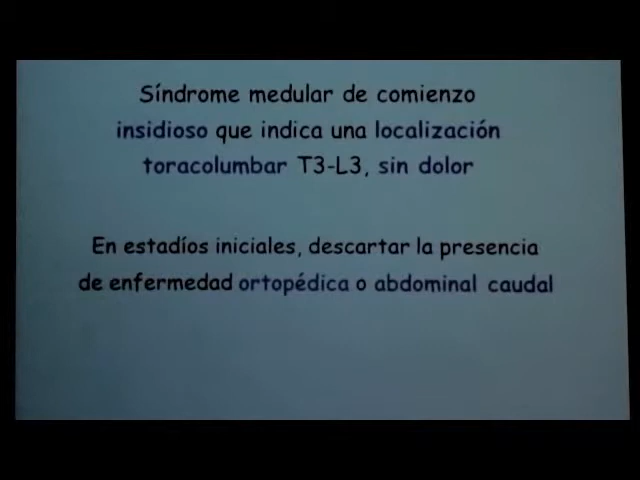 Síndrome medular de comienzo
insidioso que indica una localización
toracolumbar T3-L3, sin dolor
En estadíos iniciales, descartar la presencia
de enfermedad ortopédica o abdominal caudal